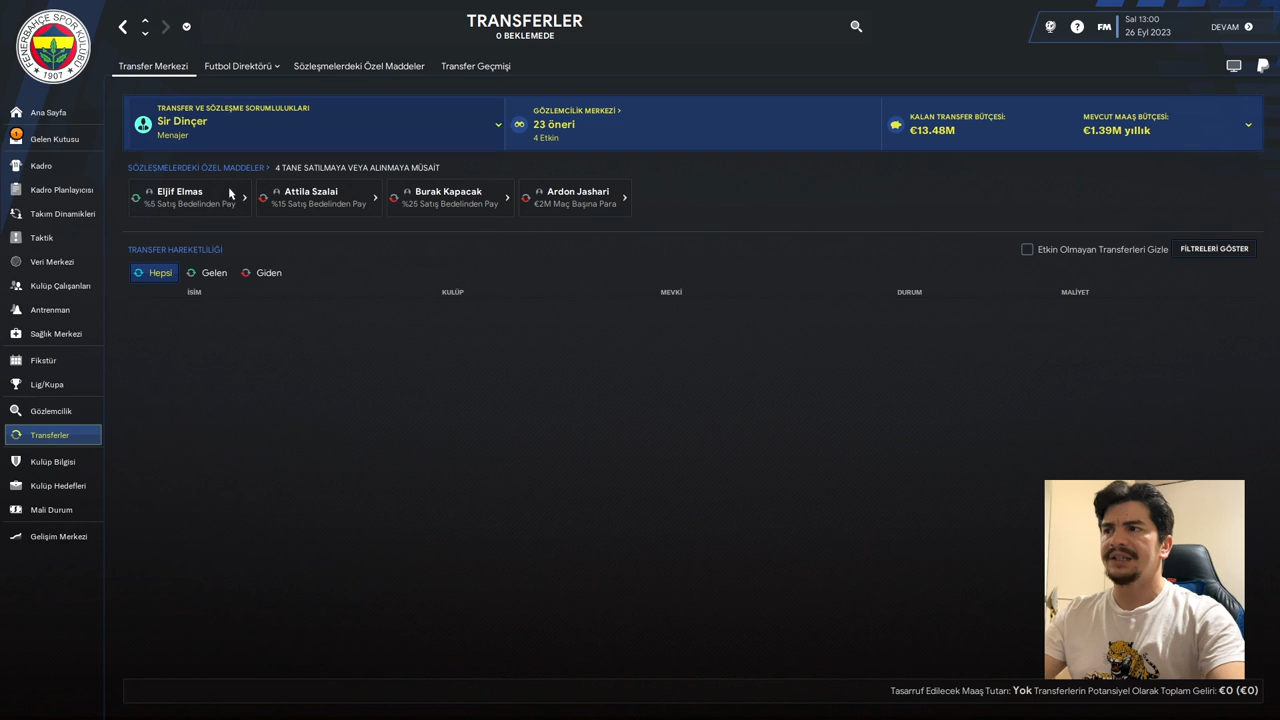 FENERBAHÇE SPOR KULÜBÜ
1907
TRANSFERLER
0 BEKLEMEDE
FM
Sal 13:00
26 Eyl 2023
DEVAM
Transfer Merkezi
Futbol Direktörü
Sözleşmelerdeki Özel Maddeler
Transfer Geçmişi
Ana Sayfa
Gelen Kutusu
Kadro
Kadro Planlayıcısı
Takım Dinamikleri
Taktik
Veri Merkezi
Kulüp Çalışanları
Antrenman
Sağlık Merkezi
Fikstür
Lig/Kupa
Gözlemcilik
Transferler
Kulüp Bilgisi
Kulüp Hedefleri
Mali Durum
Gelişim Merkezi
TRANSFER VE SÖZLEŞME SORUMLULUKLARI
Sir Dinçer
Menajer
GÖZLEMCİLİK MERKEZİ >
23 öneri
4 Etkin
KALAN TRANSFER BÜTÇESİ:
€13.48M
MEVCUT MAAŞ BÜTÇESİ:
€1.39M yıllık
SÖZLEŞMELERDEKİ ÖZEL MADDELER > 4 TANE SATILMAYA VEYA ALINMAYA MÜSAİT
Eljif Elmas
%5 Satış Bedelinden Pay
Attila Szalai
%15 Satış Bedelinden Pay
Burak Kapacak
%25 Satış Bedelinden Pay
Ardon Jashari
€2M Maç Başına Para
TRANSFER HAREKETLİLİĞİ
Etkin Olmayan Transferleri Gizle
FİLTRELERİ GÖSTER
Hepsi
Gelen
Giden
İSİM
KULÜP
MEVKİ
DURUM
MALİYET
Tasarruf Edilecek Maaş Tutarı: Yok Transferlerin Potansiyel Olarak Toplam Geliri: €0 (€0)